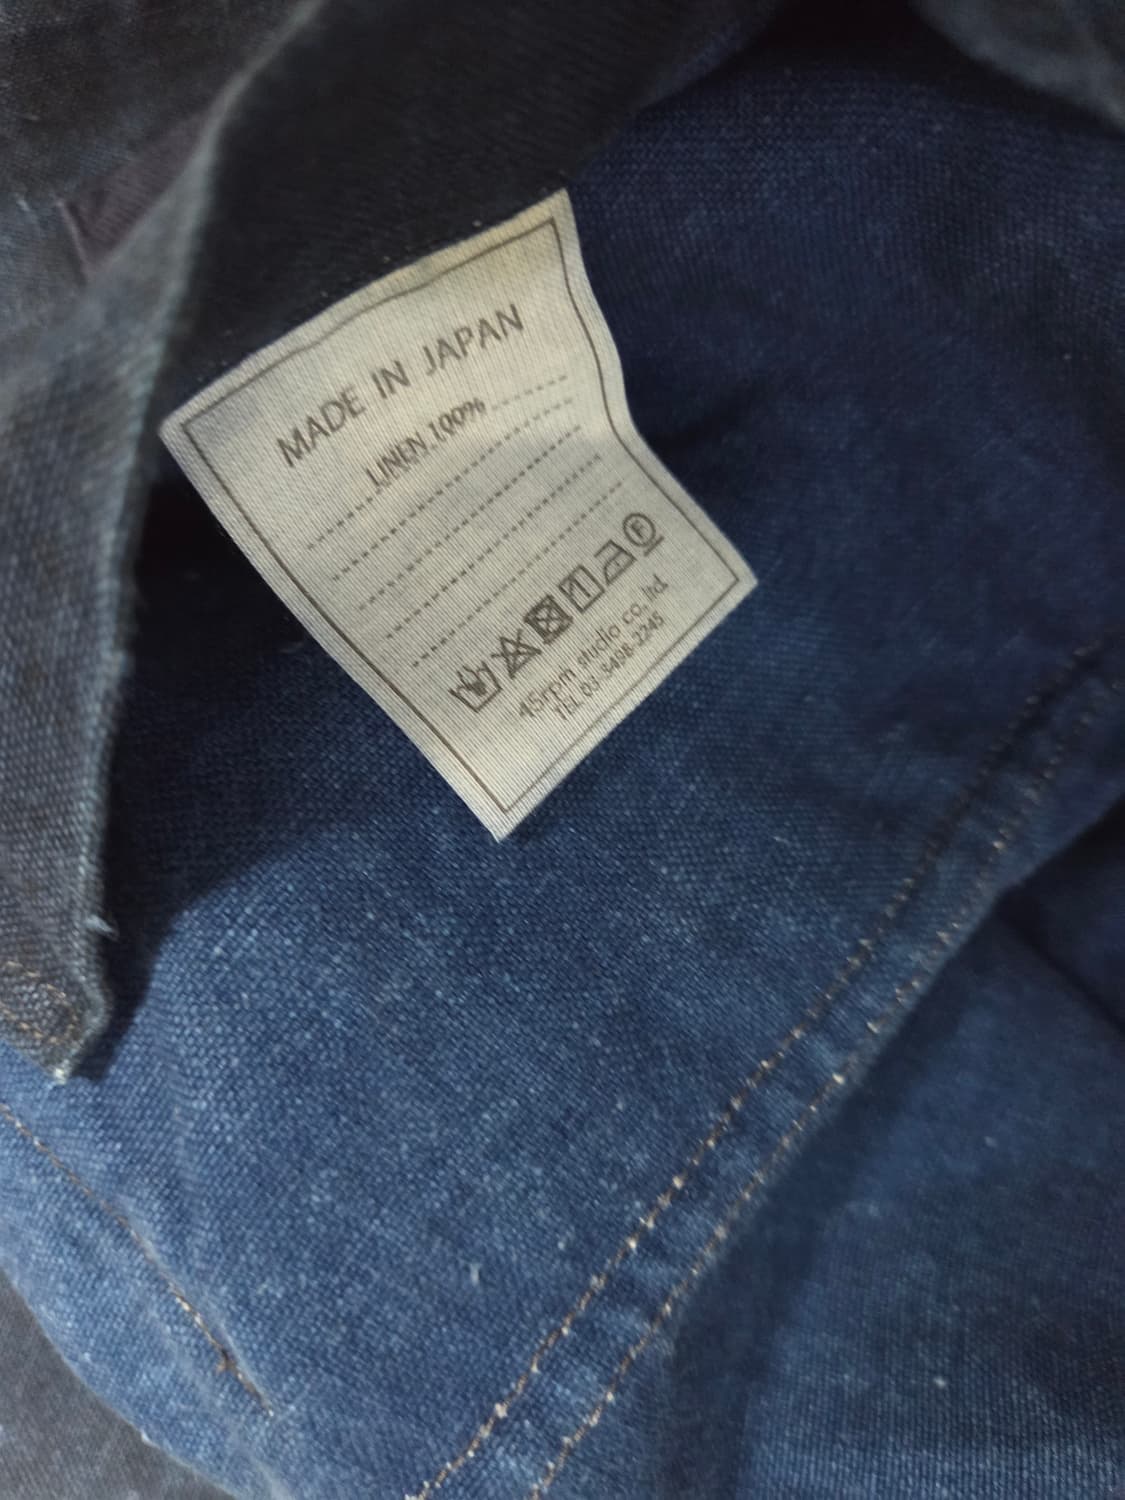 MADE IN JAPAN
LINEN 100%
F
45rpm studio co., ltd.
TEL 03-5498-2245